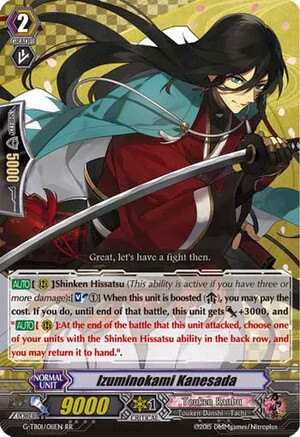 2
GRADE
5000
SHIELD
Great, let's have a fight then.
AUTO [ ]Shinken Hissatsu (This ability is active if you have three or
more damage):[V ①] When this unit is boosted ( ), you may pay the
cost. If you do, until end of battle, this unit gets +3000, and
"AUTO [ ]:At the end of the battle that this unit attacked, choose one
of your units with the Shinken Hissatsu ability in the back row, and
you may return it to hand.".
NORMAL UNIT
Izuminokami Kanesada
9000
1
CRITICAL
Touken Ranbu
Touken Danshi - Tachi
G-TB01/011EN RR
©2015 DMM games/Nitroplus